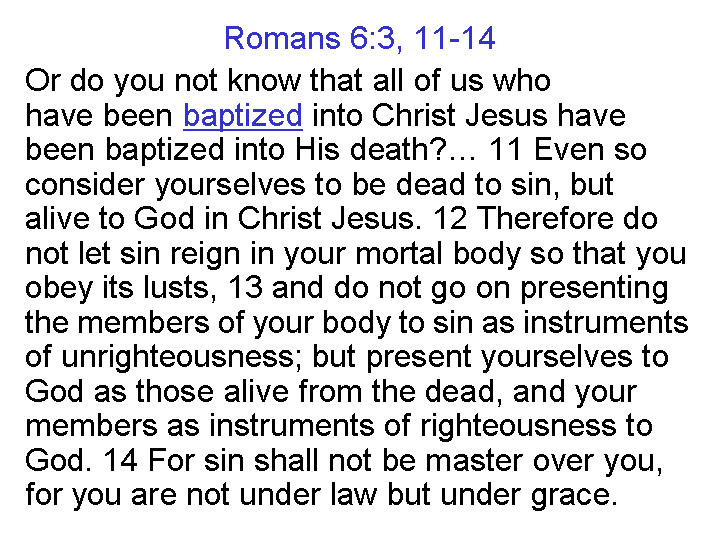 Romans 6:3, 11-14
Or do you not know that all of us who
have been baptized into Christ Jesus have
been baptized into His death?… 11 Even so
consider yourselves to be dead to sin, but
alive to God in Christ Jesus. 12 Therefore do
not let sin reign in your mortal body so that you
obey its lusts, 13 and do not go on presenting
the members of your body to sin as instruments
of unrighteousness; but present yourselves to
God as those alive from the dead, and your
members as instruments of righteousness to
God. 14 For sin shall not be master over you,
for you are not under law but under grace.